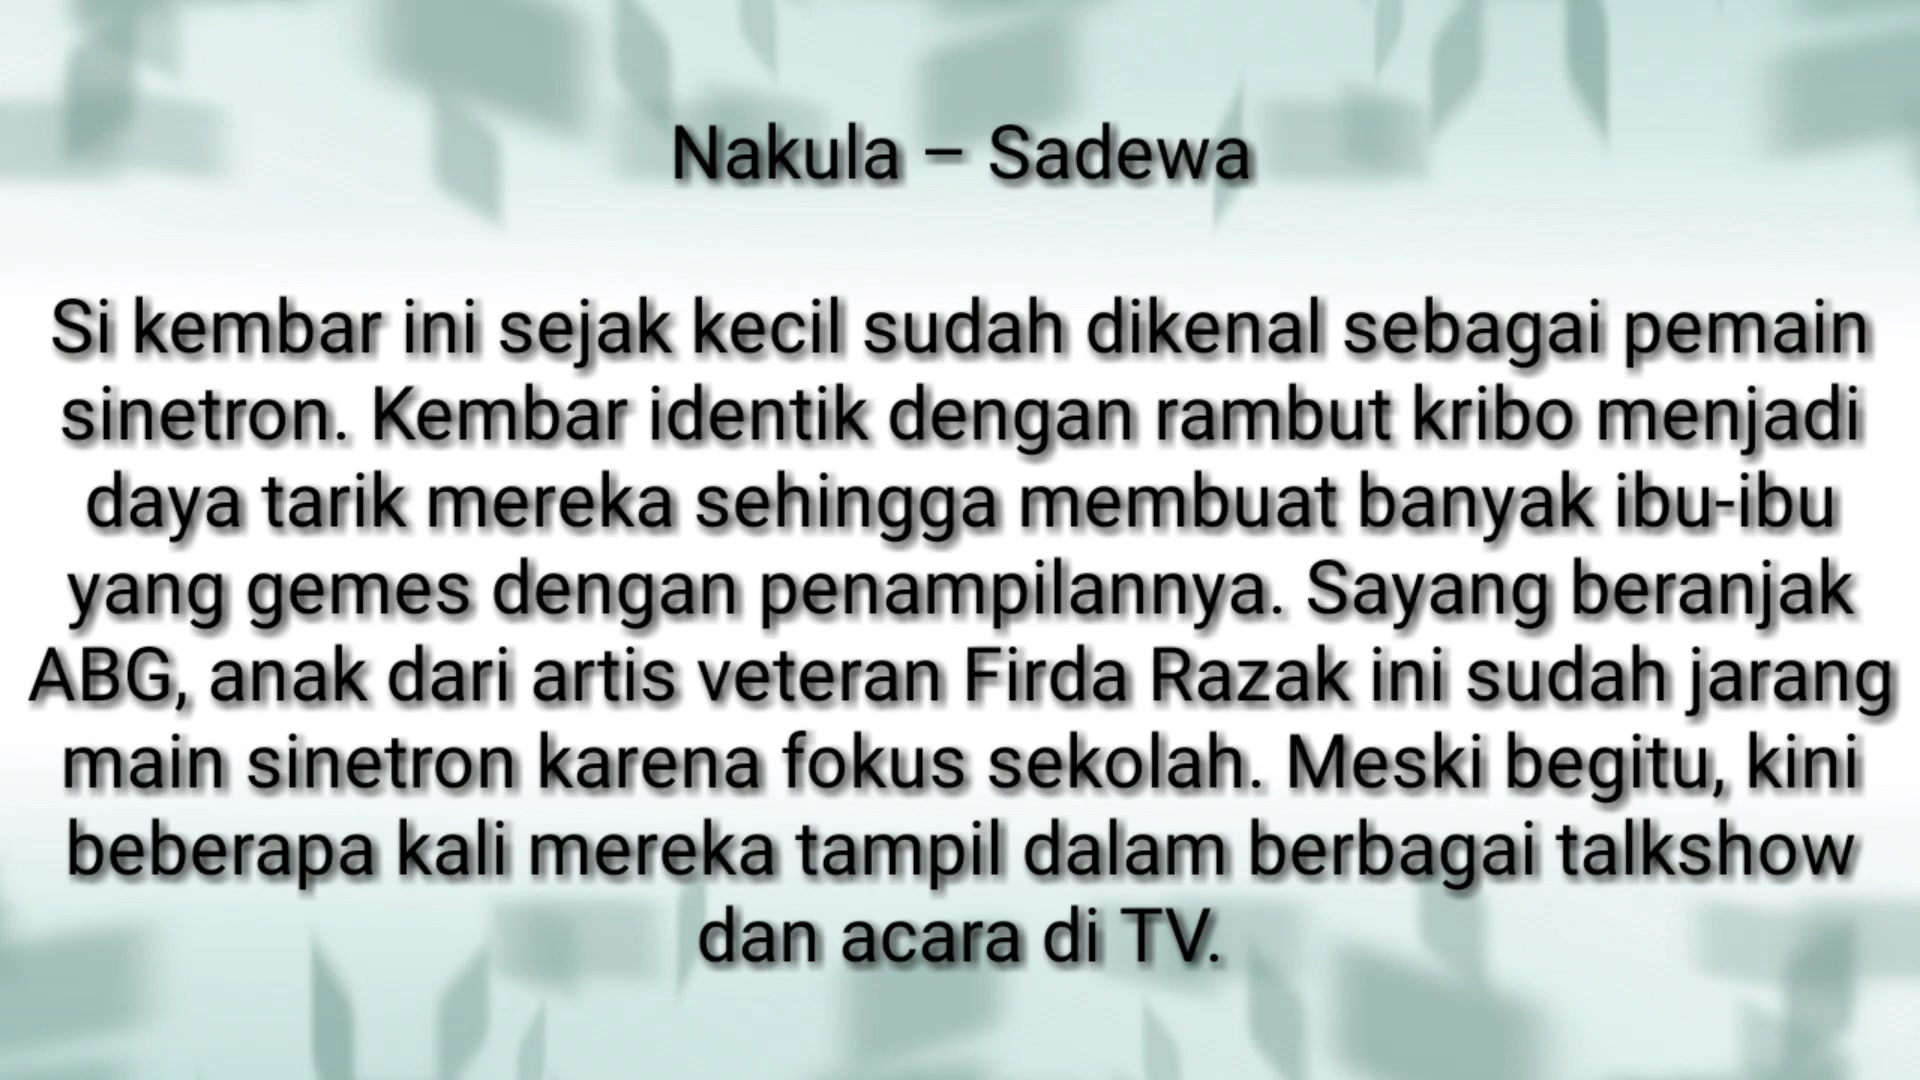 Nakula – Sadewa
Si kembar ini sejak kecil sudah dikenal sebagai pemain
sinetron. Kembar identik dengan rambut kribo menjadi
daya tarik mereka sehingga membuat banyak ibu-ibu
yang gemes dengan penampilannya. Sayang beranjak
ABG, anak dari artis veteran Firda Razak ini sudah jarang
main sinetron karena fokus sekolah. Meski begitu, kini
beberapa kali mereka tampil dalam berbagai talkshow
dan acara di TV.